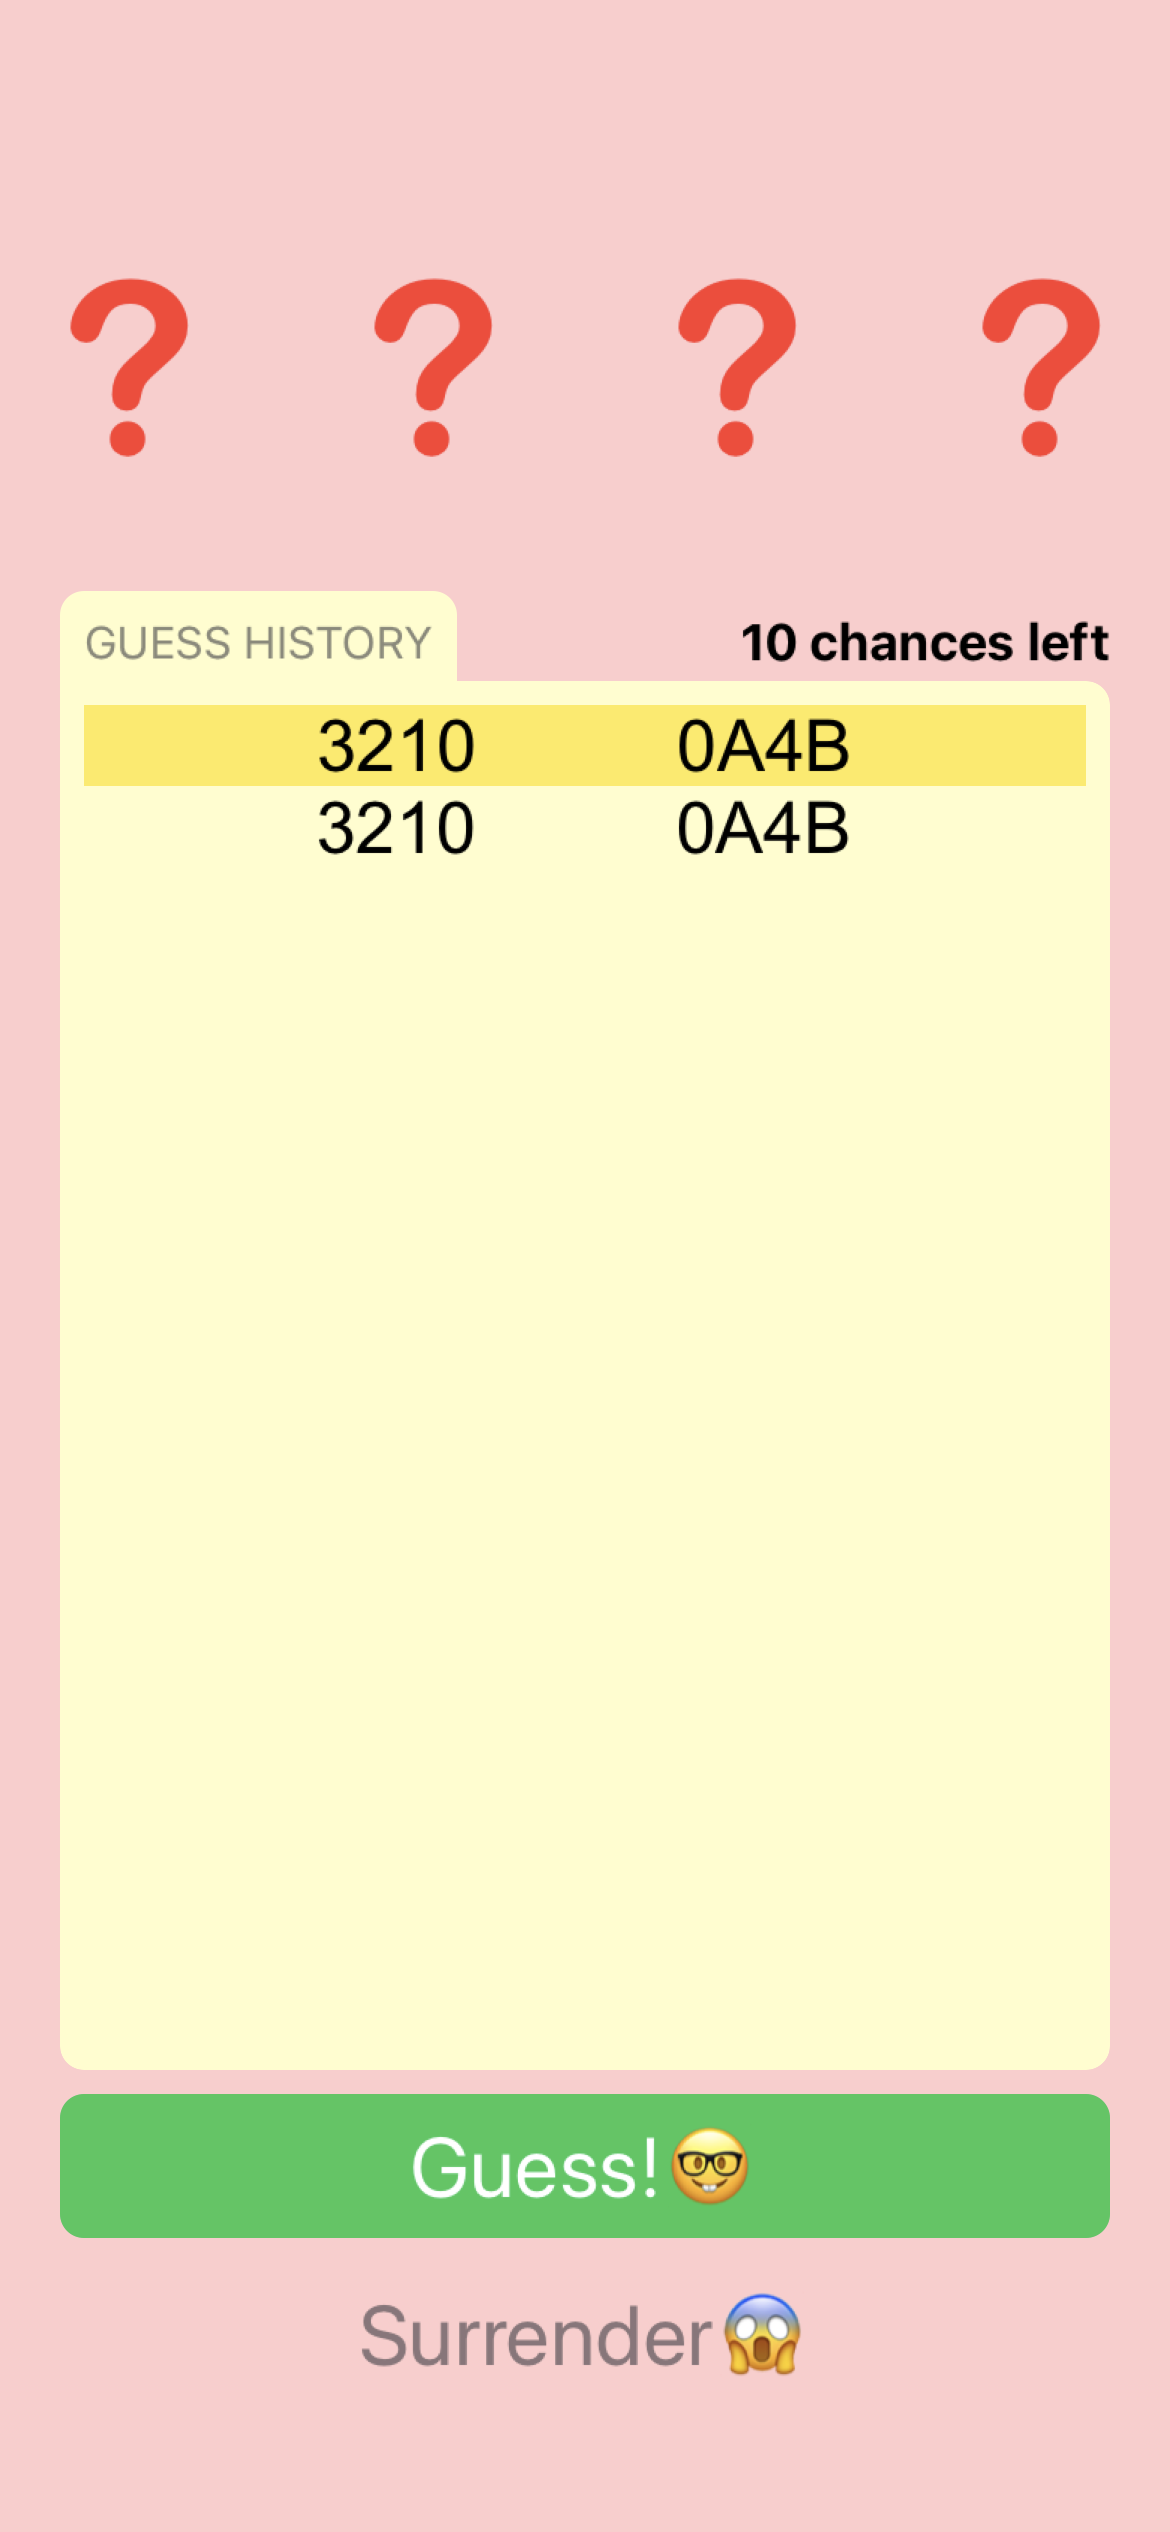 ❓ ❓ ❓ ❓
GUESS HISTORY 10 chances left
3210 0A4B
3210 0A4B
Guess!🤓
Surrender😱